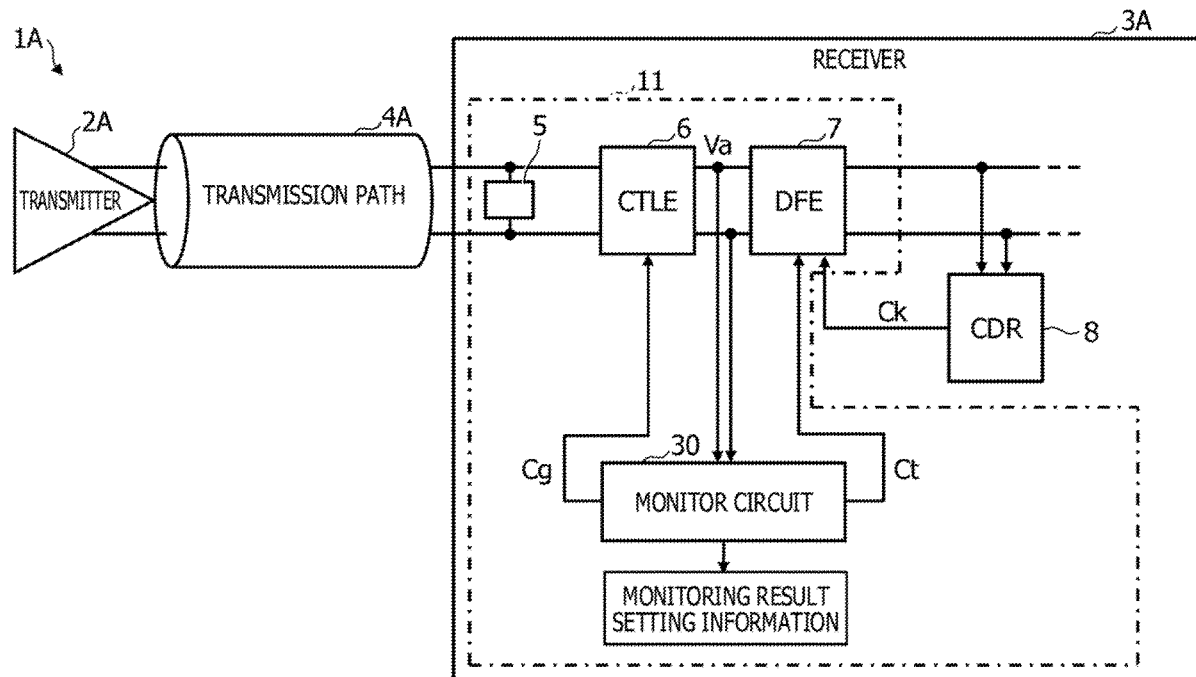 1A
3A
RECEIVER
11
2A
4A
5
6
7
Va
TRANSMITTER
TRANSMISSION PATH
CTLE
DFE
Ck
CDR
8
30
Cg
Ct
MONITOR CIRCUIT
MONITORING RESULT
SETTING INFORMATION